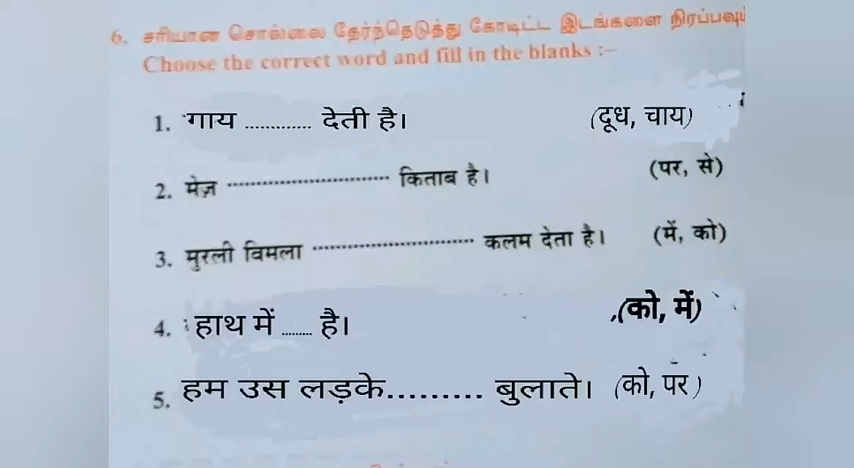 6. சரியான சொல்லை தேர்ந்தெடுத்து கோடிட்ட இடங்களை நிரப்பவும்
Choose the correct word and fill in the blanks :–
1. गाय ............. देती है। (दूध, चाय)
2. मेज़ ................................ किताब है। (पर, से)
3. मुरली विमला ................................ कलम देता है। (में, को)
4. हाथ में ........ है। (को, में)
5. हम उस लड़के......... बुलाते। (को, पर)